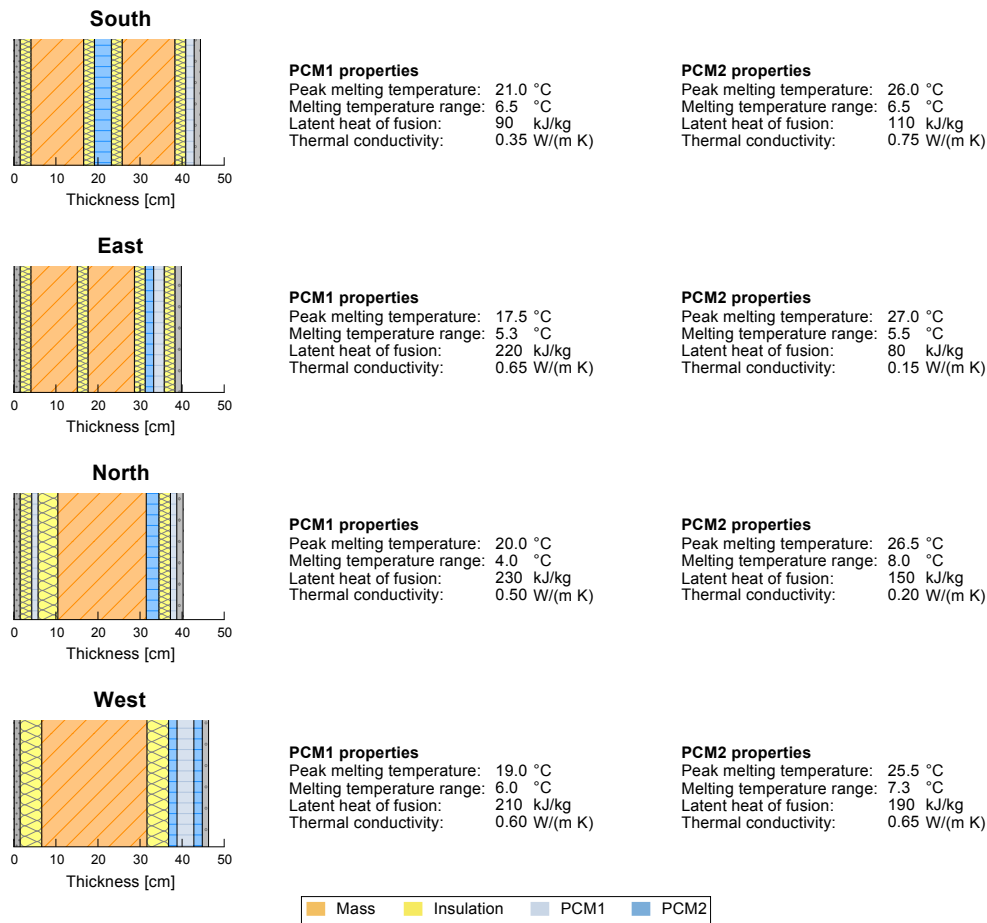 South
PCM1 properties
Peak melting temperature: 21.0 °C
Melting temperature range: 6.5 °C
Latent heat of fusion: 90 kJ/kg
Thermal conductivity: 0.35 W/(m K)
PCM2 properties
Peak melting temperature: 26.0 °C
Melting temperature range: 6.5 °C
Latent heat of fusion: 110 kJ/kg
Thermal conductivity: 0.75 W/(m K)
0 10 20 30 40 50
Thickness [cm]
East
PCM1 properties
Peak melting temperature: 17.5 °C
Melting temperature range: 5.3 °C
Latent heat of fusion: 220 kJ/kg
Thermal conductivity: 0.65 W/(m K)
PCM2 properties
Peak melting temperature: 27.0 °C
Melting temperature range: 5.5 °C
Latent heat of fusion: 80 kJ/kg
Thermal conductivity: 0.15 W/(m K)
0 10 20 30 40 50
Thickness [cm]
North
PCM1 properties
Peak melting temperature: 20.0 °C
Melting temperature range: 4.0 °C
Latent heat of fusion: 230 kJ/kg
Thermal conductivity: 0.50 W/(m K)
PCM2 properties
Peak melting temperature: 26.5 °C
Melting temperature range: 8.0 °C
Latent heat of fusion: 150 kJ/kg
Thermal conductivity: 0.20 W/(m K)
0 10 20 30 40 50
Thickness [cm]
West
PCM1 properties
Peak melting temperature: 19.0 °C
Melting temperature range: 6.0 °C
Latent heat of fusion: 210 kJ/kg
Thermal conductivity: 0.60 W/(m K)
PCM2 properties
Peak melting temperature: 25.5 °C
Melting temperature range: 7.3 °C
Latent heat of fusion: 190 kJ/kg
Thermal conductivity: 0.65 W/(m K)
0 10 20 30 40 50
Thickness [cm]
Mass Insulation PCM1 PCM2